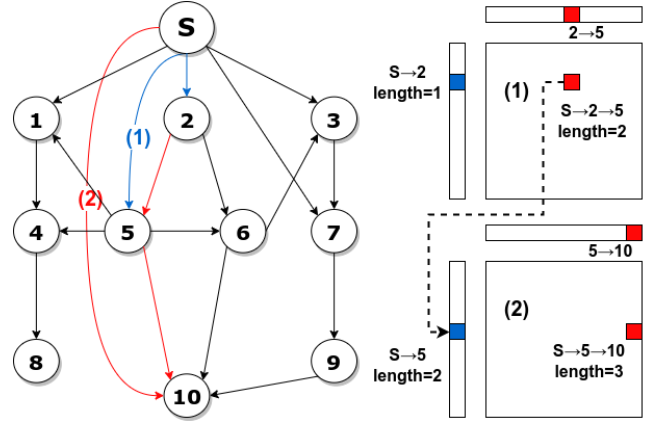 S
1
2
3
(1)
(2)
4
5
6
7
8
9
10
2→5
S→2
length=1
(1)
S→2→5
length=2
5→10
(2)
S→5
length=2
S→5→10
length=3